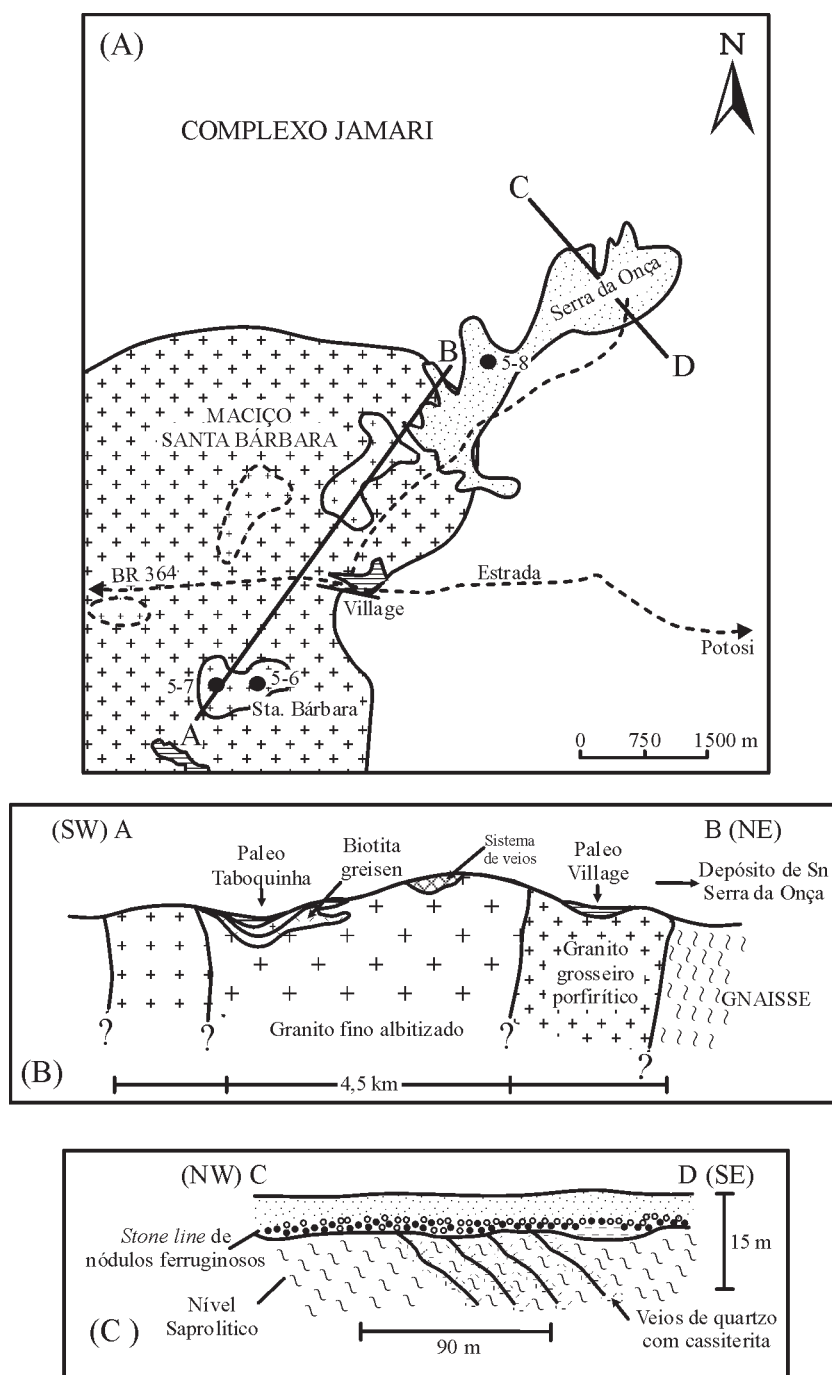 (A)
N
COMPLEXO JAMARI
C
Serra da Onça
B
5-8
D
MACIÇO
SANTA BÁRBARA
BR 364
Estrada
Village
Potosi
5-7
5-6
Sta. Bárbara
A
0 750 1500 m
(SW) A
B (NE)
Paleo
Taboquinha
Biotita
greisen
Sistema
de veios
Paleo
Village
Depósito de Sn
Serra da Onça
Granito
grosseiro
porfirítico
GNAISSE
Granito fino albitizado
? ? ? ?
(B)
4,5 km
(NW) C
D (SE)
Stone line de
nódulos ferruginosos
15 m
Nível
Saprolitico
Veios de quartzo
com cassiterita
(C)
90 m